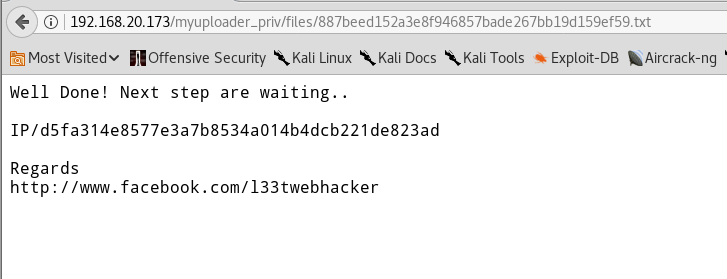 192.168.20.173/myuploader_priv/files/887beed152a3e8f946857bade267bb19d159ef59.txt
Most Visited Offensive Security Kali Linux Kali Docs Kali Tools Exploit-DB Aircrack-ng
Well Done! Next step are waiting..
IP/d5fa314e8577e3a7b8534a014b4dcb221de823ad
Regards
http://www.facebook.com/l33twebhacker